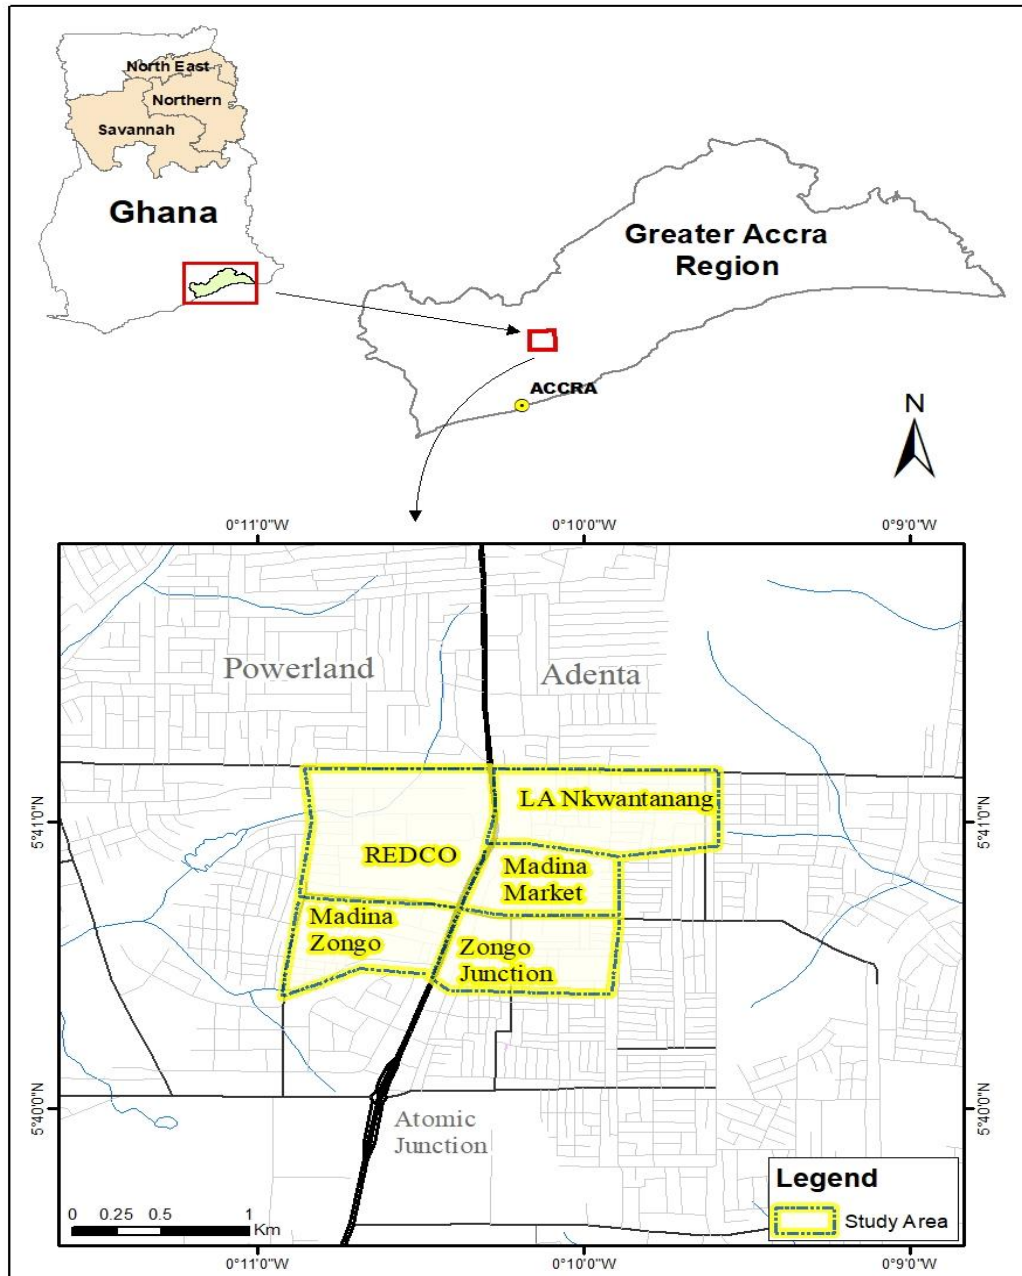 North East
Northern
Savannah
Ghana
Greater Accra
Region
ACCRA
N
0°11'0"W
0°10'0"W
0°9'0"W
Powerland
Adenta
5°41'0"N
5°41'0"N
LA Nkwantanang
REDCO
Madina
Market
Madina
Zongo
Zongo
Junction
5°40'0"N
5°40'0"N
Atomic
Junction
Legend
Study Area
0 0.25 0.5 1
Km
0°11'0"W
0°10'0"W
0°9'0"W